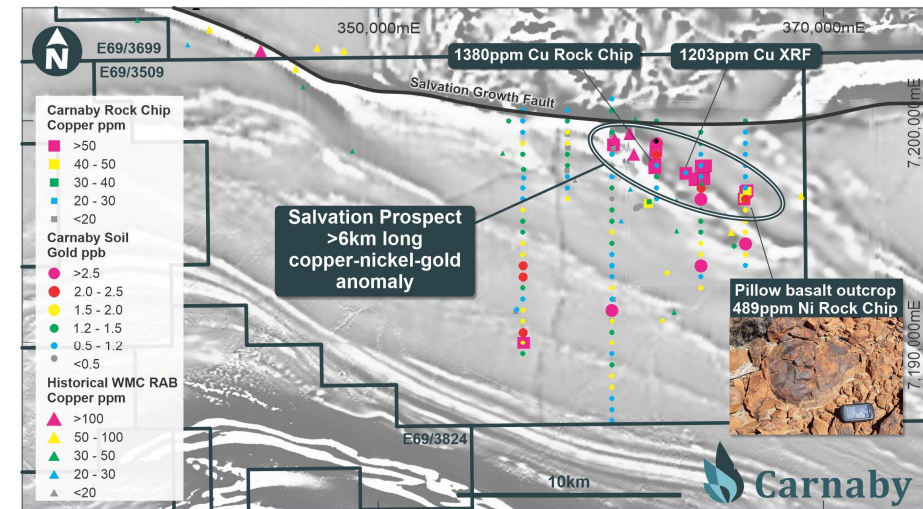 350,000mE
370,000mE
N
E69/3699
E69/3509
1380ppm Cu Rock Chip
1203ppm Cu XRF
Salvation Growth Fault
7,200,000mE
Carnaby Rock Chip
Copper ppm
>50
40 - 50
30 - 40
20 - 30
<20
Carnaby Soil
Gold ppb
>2.5
2.0 - 2.5
1.5 - 2.0
1.2 - 1.5
0.5 - 1.2
<0.5
Historical WMC RAB
Copper ppm
>100
50 - 100
30 - 50
20 - 30
<20
Salvation Prospect
>6km long
copper-nickel-gold
anomaly
Pillow basalt outcrop
489ppm Ni Rock Chip
7,190,000mE
E69/3824
10km
Carnaby